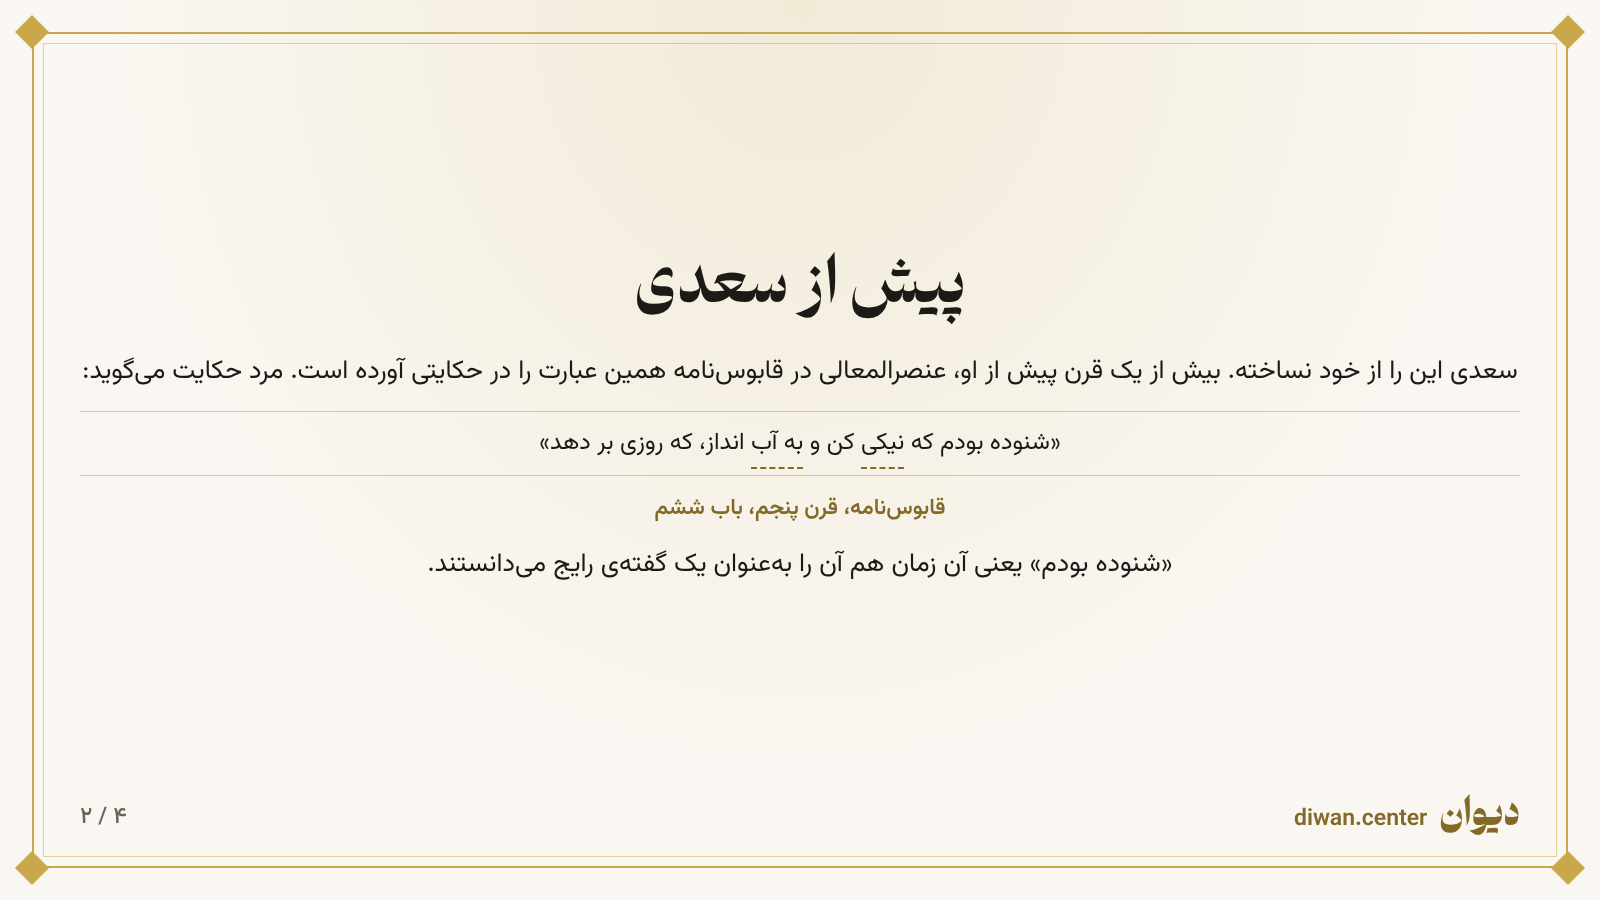 پیش از سعدی
سعدی این را از خود نساخته. بیش از یک قرن پیش از او، عنصرالمعالی در قابوس‌نامه همین عبارت را در حکایتی آورده است. مرد حکایت می‌گوید:
«شنوده بودم که نیکی کن و به آب انداز، که روزی بر دهد»
قابوس‌نامه، قرن پنجم، باب ششم
«شنوده بودم» یعنی آن زمان هم آن را به‌عنوان یک گفته‌ی رایج می‌دانستند.
دیوان diwan.center
۲ / ۴